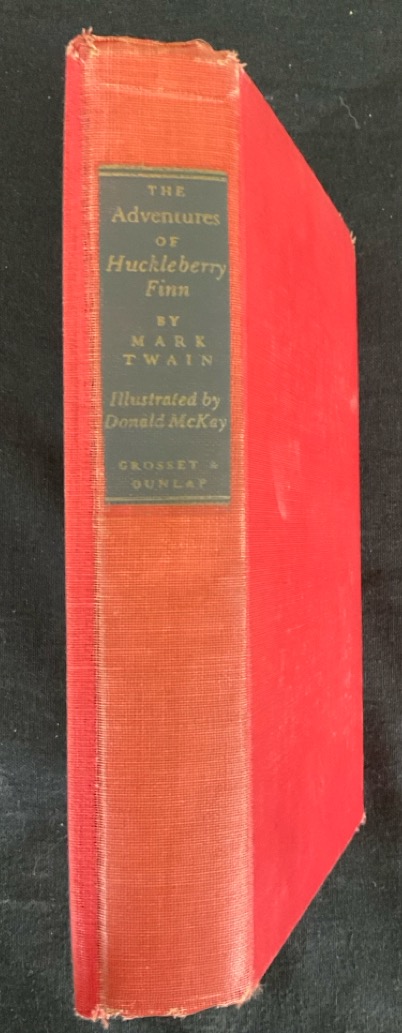 THE
Adventures
OF
Huckleberry
Finn
BY
MARK
TWAIN
Illustrated by
Donald McKay
GROSSET &
DUNLAP